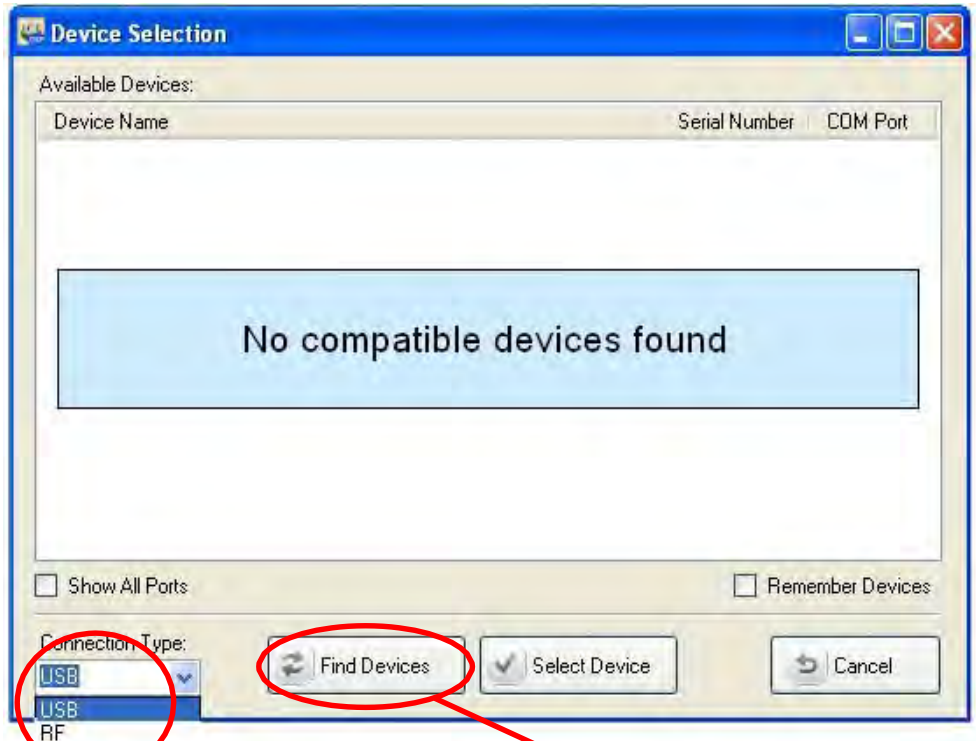 Device Selection
Available Devices:
Device Name Serial Number COM Port
No compatible devices found
Show All Ports Remember Devices
Connection Type:
USB Find Devices Select Device Cancel
USB
RF